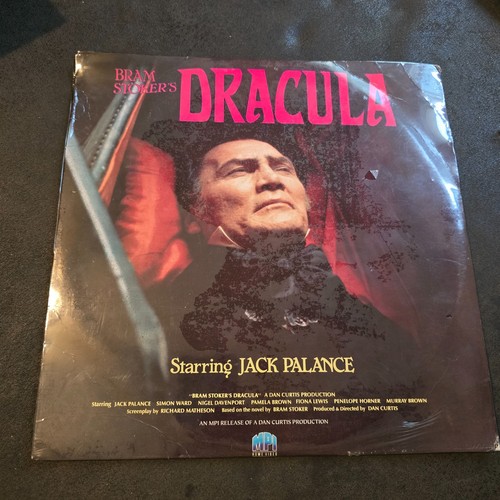 BRAM
STOKER'S
DRACULA
Starring JACK PALANCE
"BRAM STOKER'S DRACULA" A DAN CURTIS PRODUCTION
Starring JACK PALANCE SIMON WARD NIGEL DAVENPORT PAMELA BROWN FIONA LEWIS PENELOPE HORNER MURRAY BROWN
Screenplay by RICHARD MATHESON Based on the novel by BRAM STOKER Produced & Directed by DAN CURTIS
AN MPI RELEASE OF A DAN CURTIS PRODUCTION
MPI
HOME VIDEO